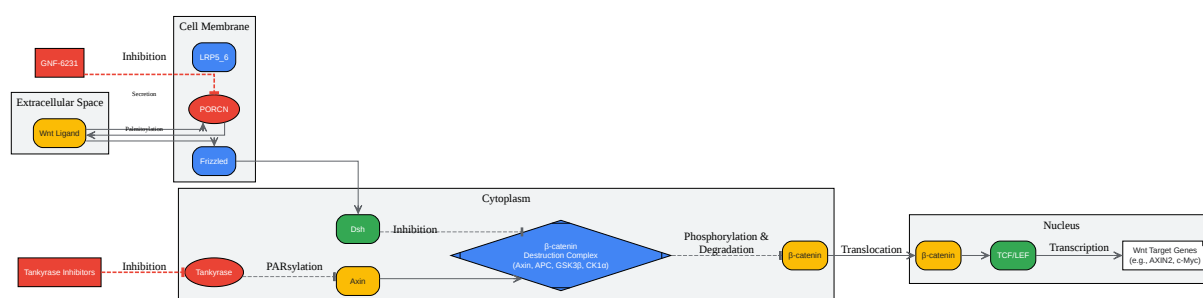 Cell Membrane
LRP5_6
GNF-6231
Inhibition
Secretion
PORCN
Extracellular Space
Wnt Ligand
Palmitoylation
Frizzled
Cytoplasm
Dsh
Inhibition
β-catenin
Destruction Complex
(Axin, APC, GSK3β, CK1α)
Phosphorylation &
Degradation
β-catenin
Translocation
Nucleus
β-catenin
TCF/LEF
Transcription
Wnt Target Genes
(e.g., AXIN2, c-Myc)
Tankyrase Inhibitors
Inhibition
Tankyrase
PARsylation
Axin